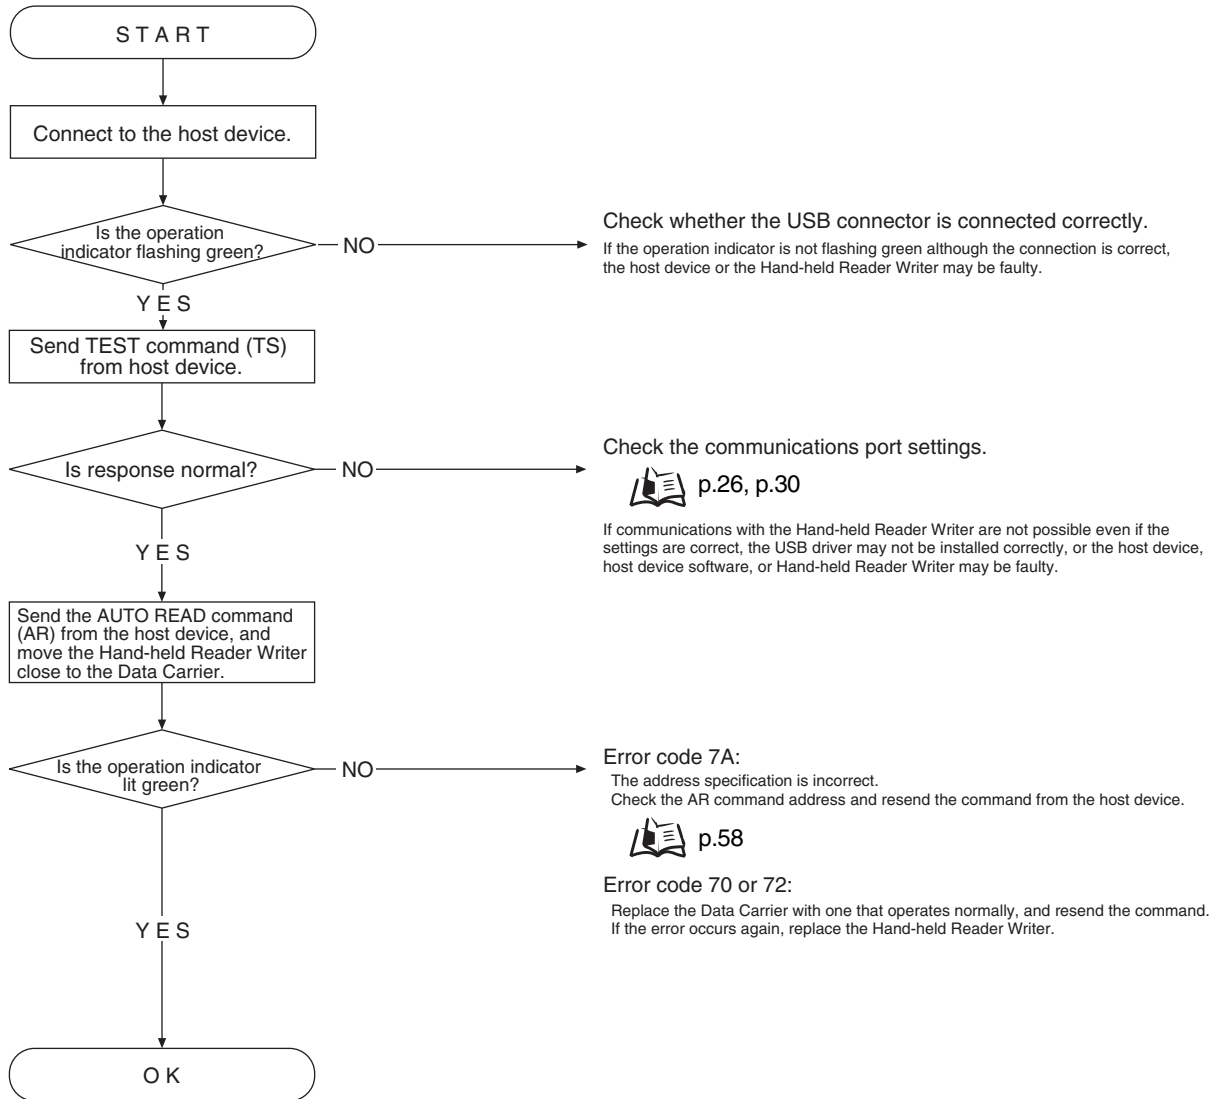 START
Connect to the host device.
Is the operation
indicator flashing green?
NO
Check whether the USB connector is connected correctly.
If the operation indicator is not flashing green although the connection is correct,
the host device or the Hand-held Reader Writer may be faulty.
YES
Send TEST command (TS)
from host device.
Is response normal?
NO
Check the communications port settings.
p.26, p.30
If communications with the Hand-held Reader Writer are not possible even if the
settings are correct, the USB driver may not be installed correctly, or the host device,
host device software, or Hand-held Reader Writer may be faulty.
YES
Send the AUTO READ command
(AR) from the host device, and
move the Hand-held Reader Writer
close to the Data Carrier.
Is the operation indicator
lit green?
NO
Error code 7A:
The address specification is incorrect.
Check the AR command address and resend the command from the host device.
p.58
Error code 70 or 72:
Replace the Data Carrier with one that operates normally, and resend the command.
If the error occurs again, replace the Hand-held Reader Writer.
YES
OK